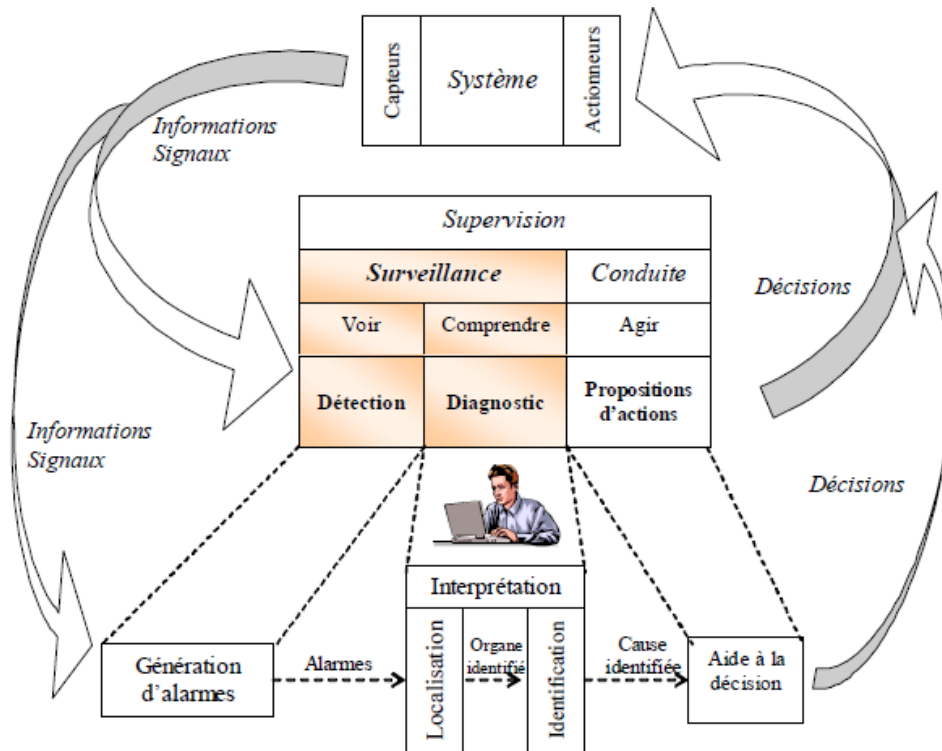 Capteurs
Système
Actionneurs
Informations
Signaux
Supervision
Surveillance
Conduite
Décisions
Voir
Comprendre
Agir
Détection
Diagnostic
Propositions
d'actions
Informations
Signaux
Décisions
Interprétation
Génération
d'alarmes
Alarmes
Localisation
Organe
identifié
Identification
Cause
identifiée
Aide à la
décision